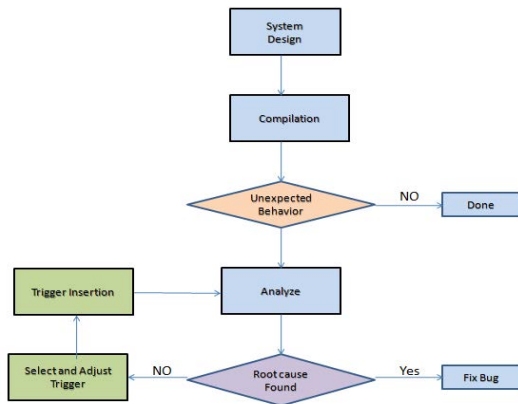 System
Design
Compilation
Unexpected
Behavior
NO
Done
Trigger Insertion
Analyze
Select and Adjust
Trigger
NO
Root cause
Found
Yes
Fix Bug